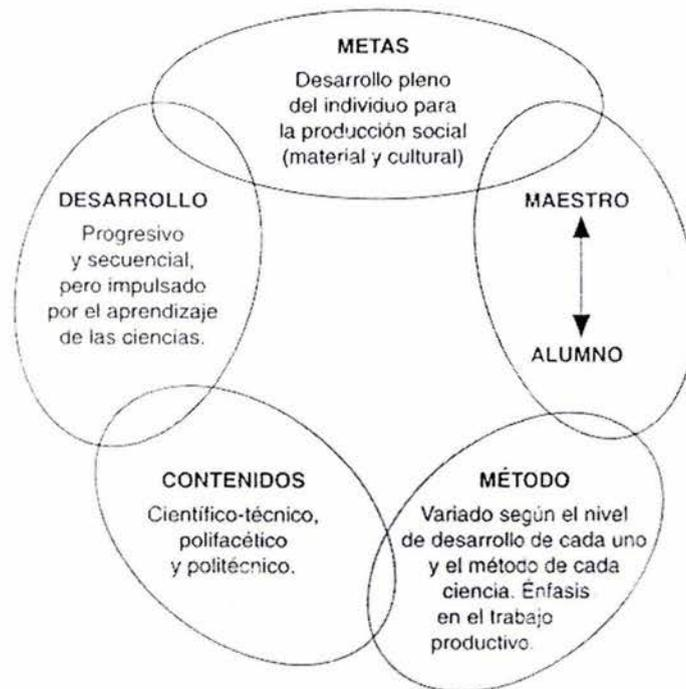 METAS
Desarrollo pleno
del individuo para
la producción social
(material y cultural)
DESARROLLO
Progresivo
y secuencial,
pero impulsado
por el aprendizaje
de las ciencias.
MAESTRO
ALUMNO
CONTENIDOS
Científico-técnico,
polifacético
y politécnico.
MÉTODO
Variado según el nivel
de desarrollo de cada uno
y el método de cada
ciencia. Énfasis
en el trabajo
productivo.